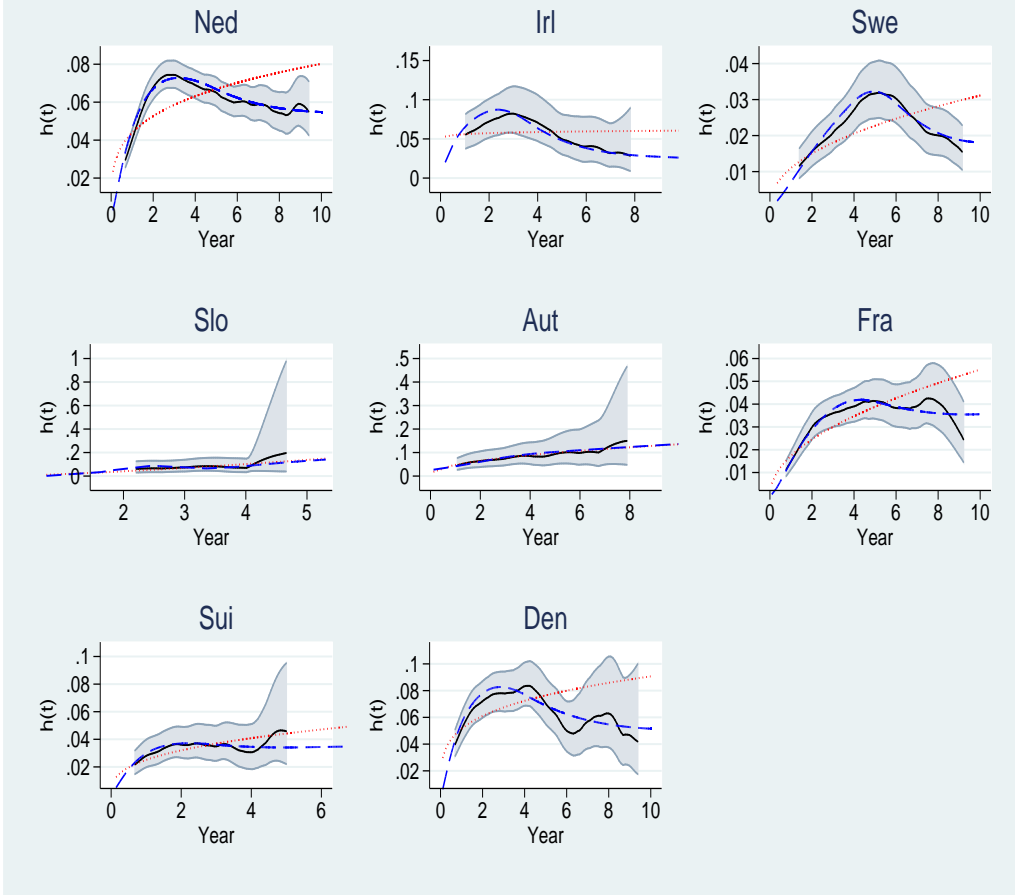 Ned
.08
.06
.04
.02
h(t)
0 2 4 6 8 10
Year
Irl
.15
.1
.05
0
h(t)
0 2 4 6 8
Year
Swe
.04
.03
.02
.01
h(t)
0 2 4 6 8 10
Year
Slo
1
.8
.6
.4
.2
0
h(t)
2 3 4 5
Year
Aut
.5
.4
.3
.2
.1
0
h(t)
0 2 4 6 8
Year
Fra
.06
.05
.04
.03
.02
.01
h(t)
0 2 4 6 8 10
Year
Sui
.1
.08
.06
.04
.02
h(t)
0 2 4 6
Year
Den
.1
.08
.06
.04
.02
h(t)
0 2 4 6 8 10
Year